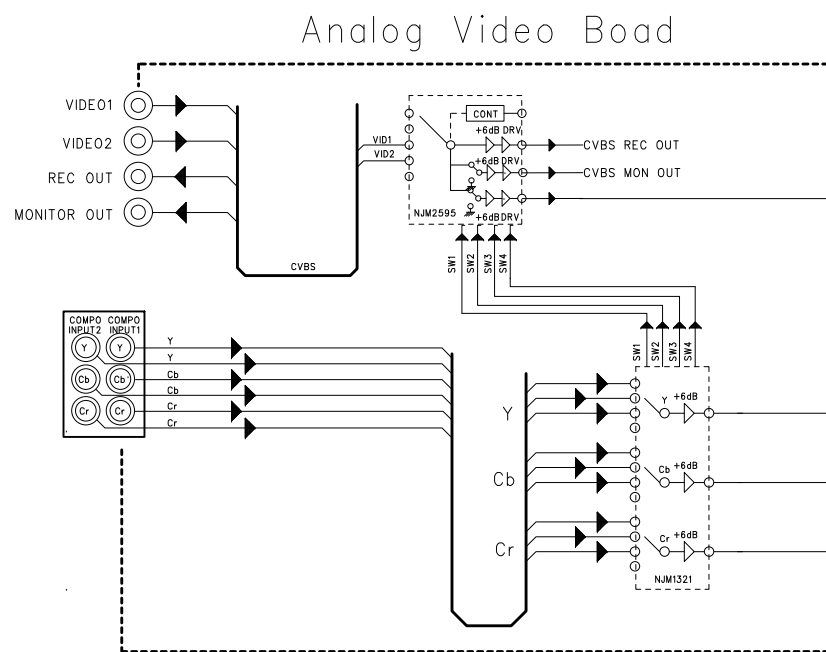 Analog Video Boad
VIDEO1
VIDEO2
REC OUT
MONITOR OUT
CVBS
VID1
VID2
CONT
+6dB DRV
+6dB DRV
+6dB DRV
NJM2595
CVBS REC OUT
CVBS MON OUT
SW1
SW2
SW3
SW4
SW1
SW2
SW3
SW4
COMPO INPUT2
COMPO INPUT1
Y
Y
Cb
Cb
Cr
Cr
Y
Y
Cb
Cb
Cr
Cr
Y
Cb
Cr
Y +6dB
Cb +6dB
Cr +6dB
NJM1321